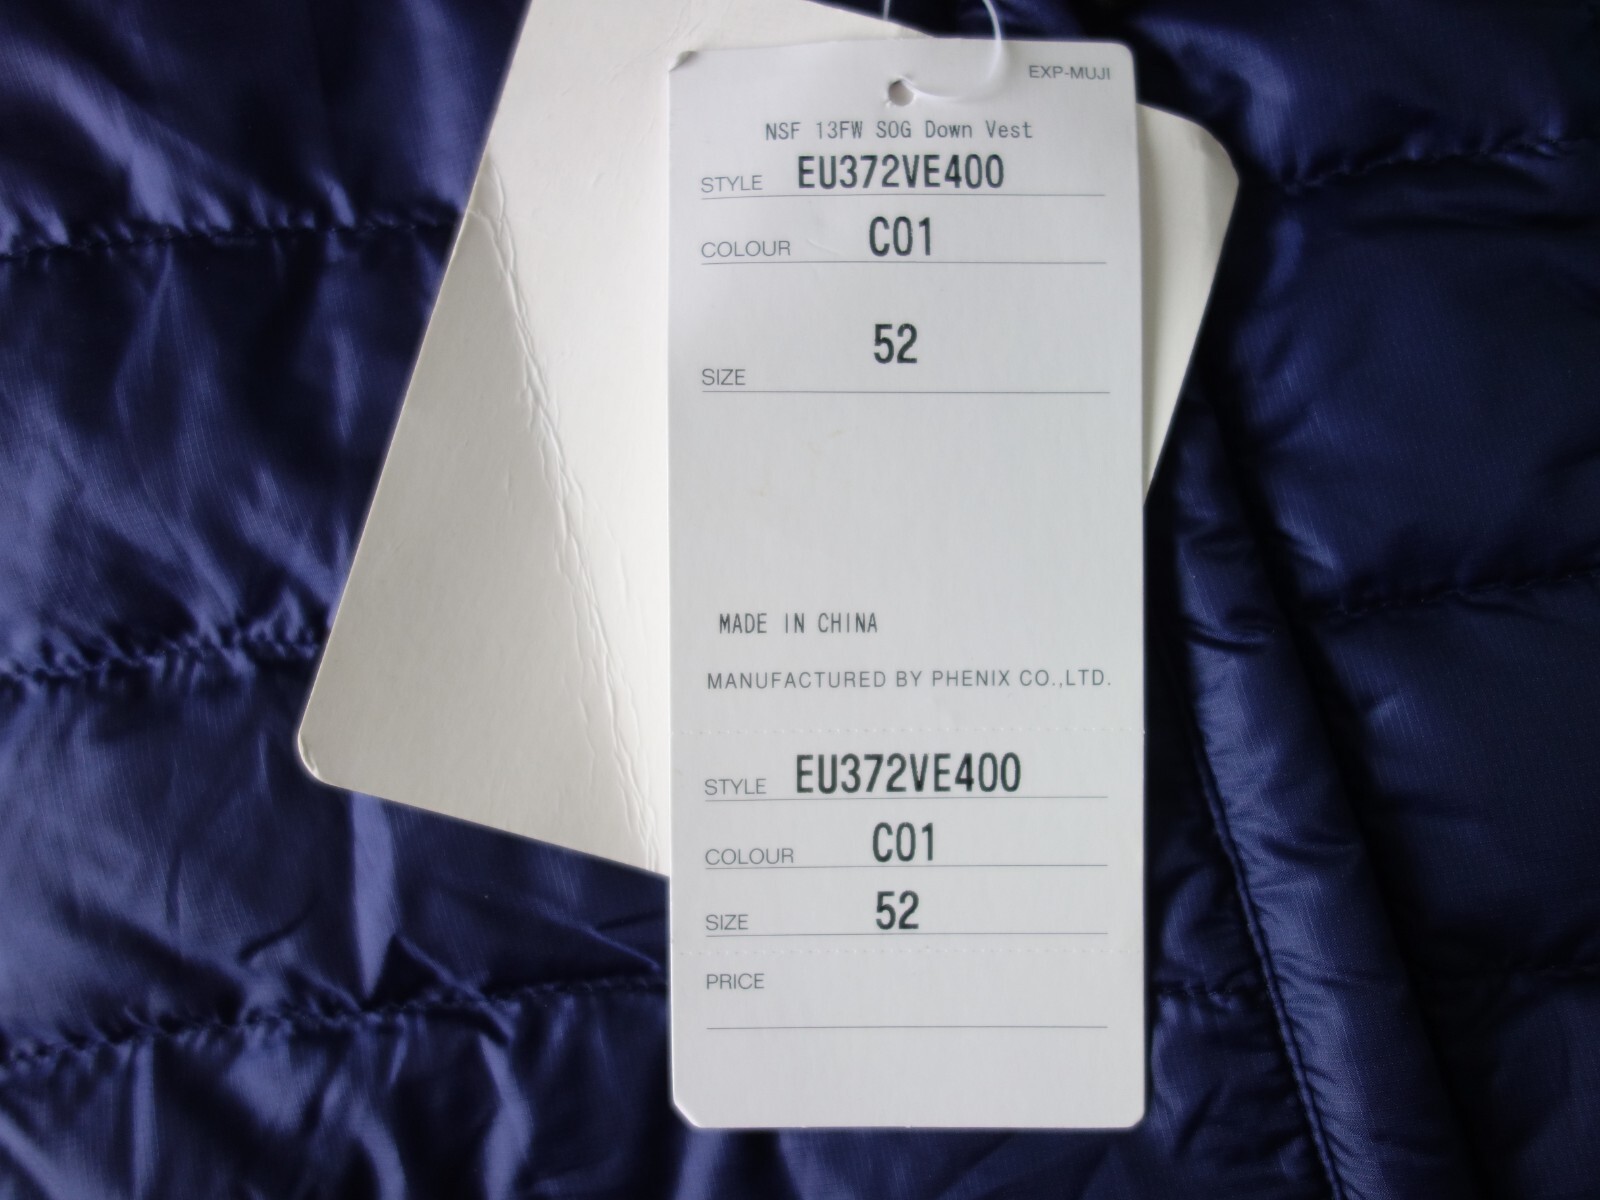 EXP-MUJI
NSF 13FW SOG Down Vest
STYLE EU372VE400
COLOUR C01
SIZE 52
MADE IN CHINA
MANUFACTURED BY PHENIX CO.,LTD.
STYLE EU372VE400
COLOUR C01
SIZE 52
PRICE